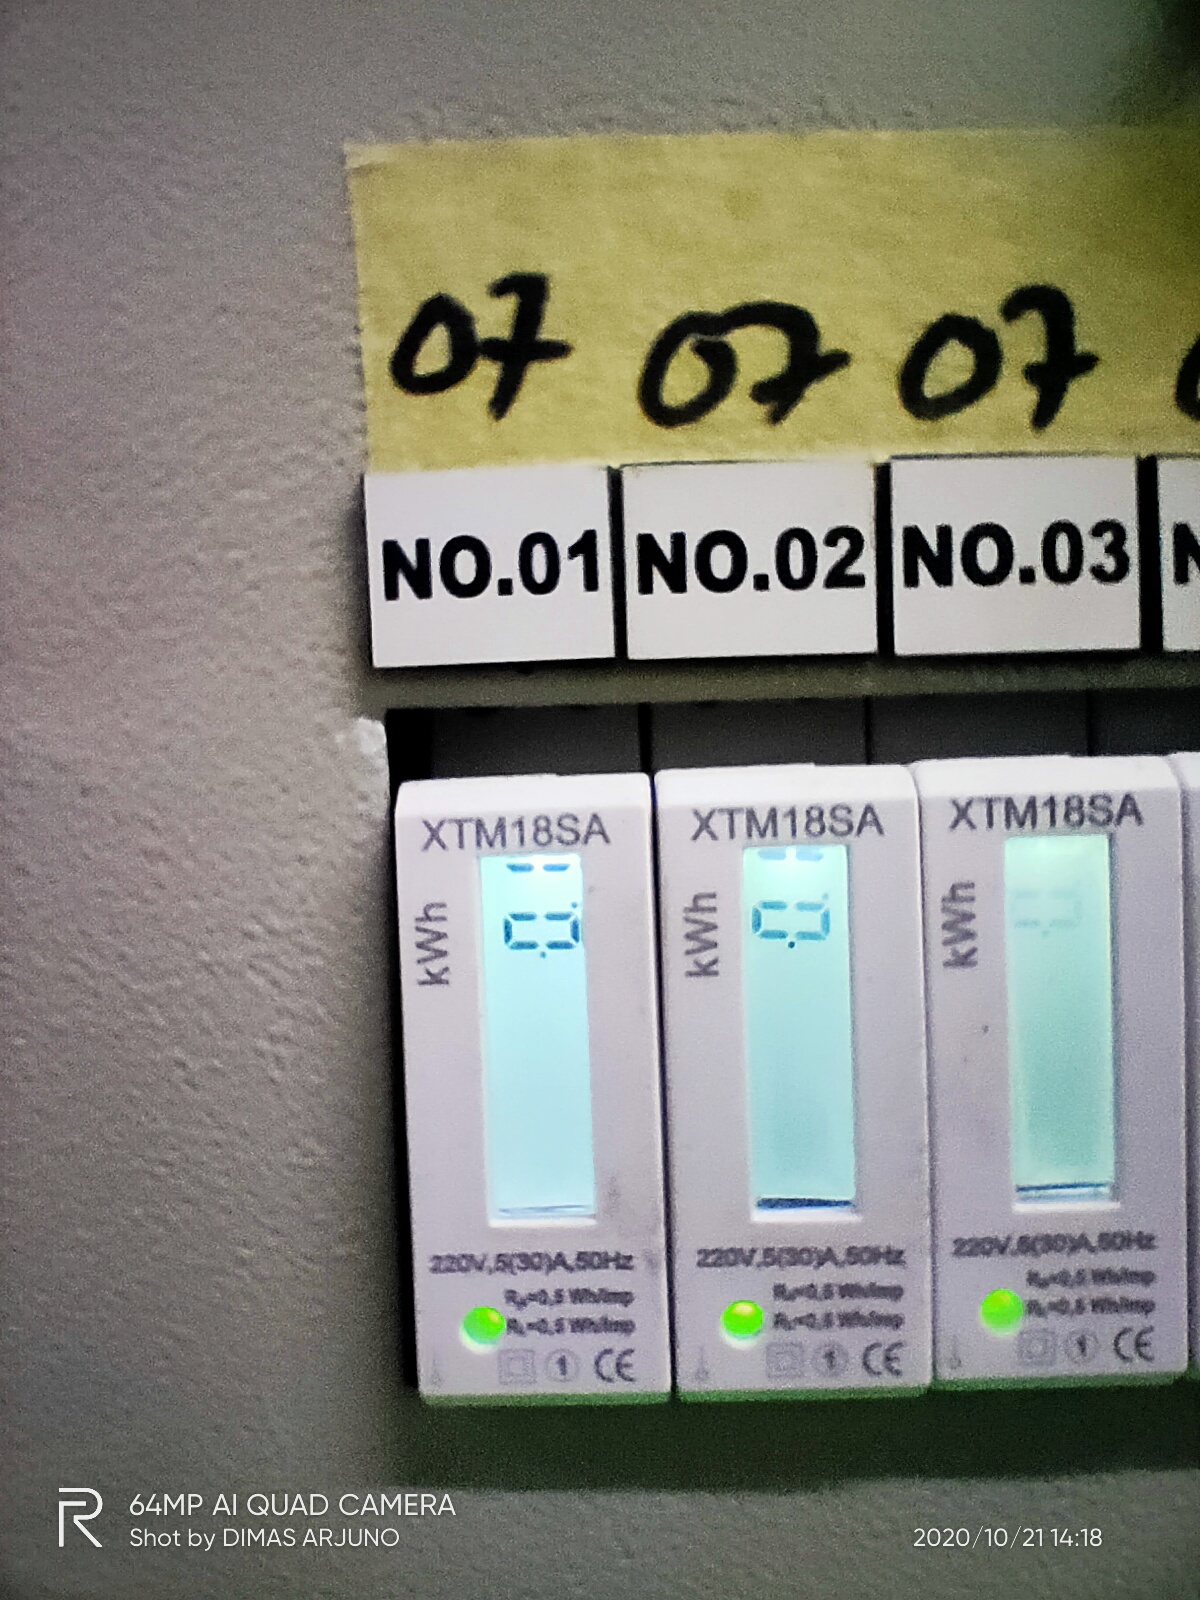 07 07 07
NO.01 NO.02 NO.03
XTM18SA XTM18SA XTM18SA
kWh kWh kWh
220V,5(30)A,50Hz 220V,5(30)A,50Hz 220V,5(30)A,50Hz
CE CE CE
64MP AI QUAD CAMERA
Shot by DIMAS ARJUNO
2020/10/21 14:18